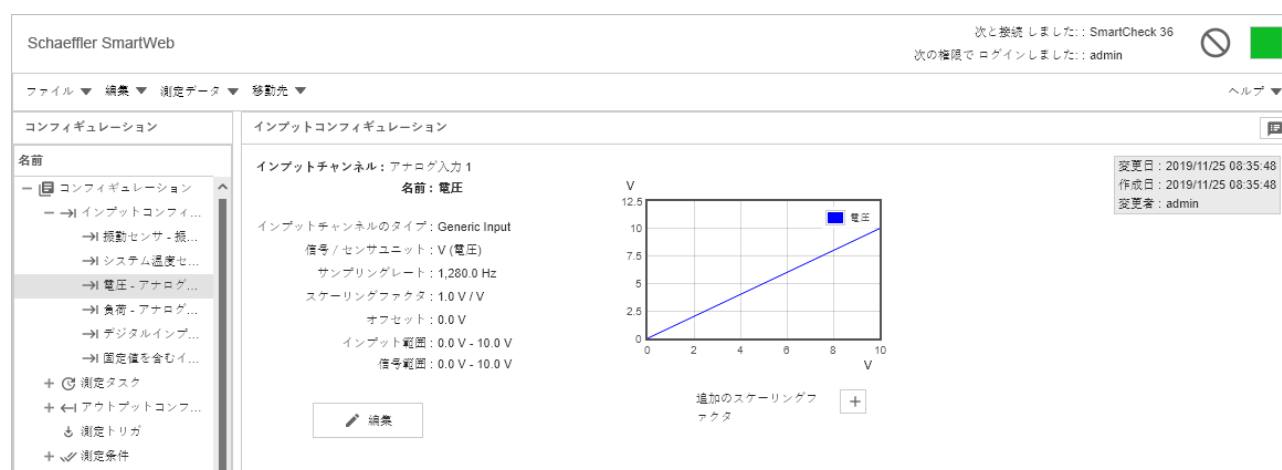 Schaeffler SmartWeb
次と接続 しました: : SmartCheck 36
次の権限で ログインしました: : admin
ファイル ▼ 編集 ▼ 測定データ ▼ 移動先 ▼ ヘルプ ▼
コンフィギュレーション
名前
コンフィギュレーション
インプットコンフィ...
振動センサ - 振...
システム温度セ...
電圧 - アナログ...
負荷 - アナログ...
デジタルインプ...
固定値を含むイ...
測定タスク
アウトプットコンフ...
測定トリガ
測定条件
インプットコンフィギュレーション
インプットチャンネル : アナログ入力 1
名前 : 電圧
インプットチャンネルのタイプ : Generic Input
信号 / センサユニット : V (電圧)
サンプリングレート : 1,280.0 Hz
スケーリングファクタ : 1.0 V / V
オフセット : 0.0 V
インプット範囲 : 0.0 V - 10.0 V
信号範囲 : 0.0 V - 10.0 V
編集
V
12.5
10
7.5
5
2.5
0
電圧
0 2 4 6 8 10
V
追加のスケーリングフ
ァクタ
+
変更日 : 2019/11/25 08:35:48
作成日 : 2019/11/25 08:35:48
変更者 : admin